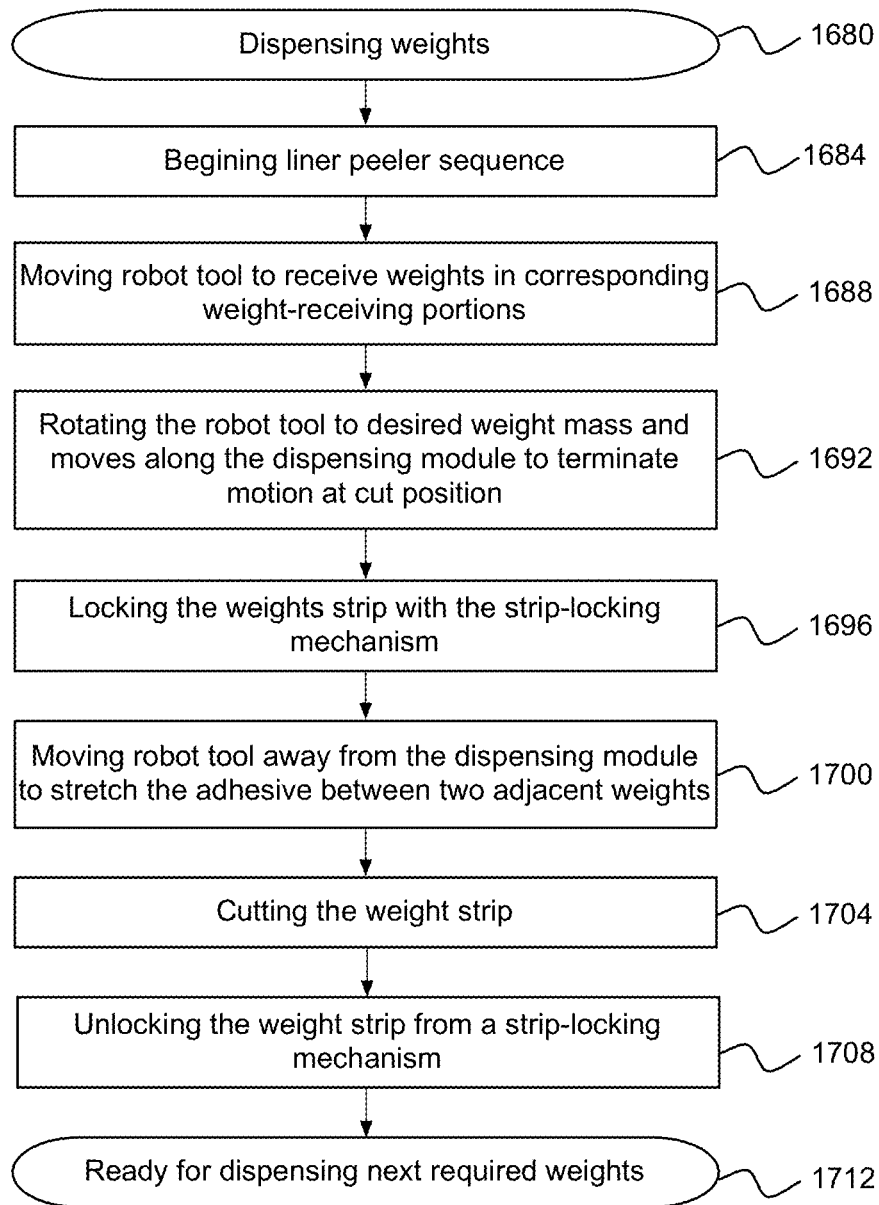 Dispensing weights
1680
Begining liner peeler sequence
1684
Moving robot tool to receive weights in corresponding
weight-receiving portions
1688
Rotating the robot tool to desired weight mass and
moves along the dispensing module to terminate
motion at cut position
1692
Locking the weights strip with the strip-locking
mechanism
1696
Moving robot tool away from the dispensing module
to stretch the adhesive between two adjacent weights
1700
Cutting the weight strip
1704
Unlocking the weight strip from a strip-locking
mechanism
1708
Ready for dispensing next required weights
1712